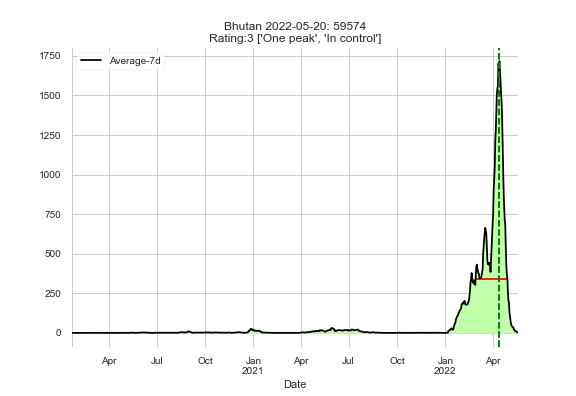 Bhutan 2022-05-20: 59574
Rating:3 ['One peak', 'In control']
Average-7d
1750
1500
1250
1000
750
500
250
0
Apr Jul Oct Jan Apr Jul Oct Jan Apr
2021 2022
Date